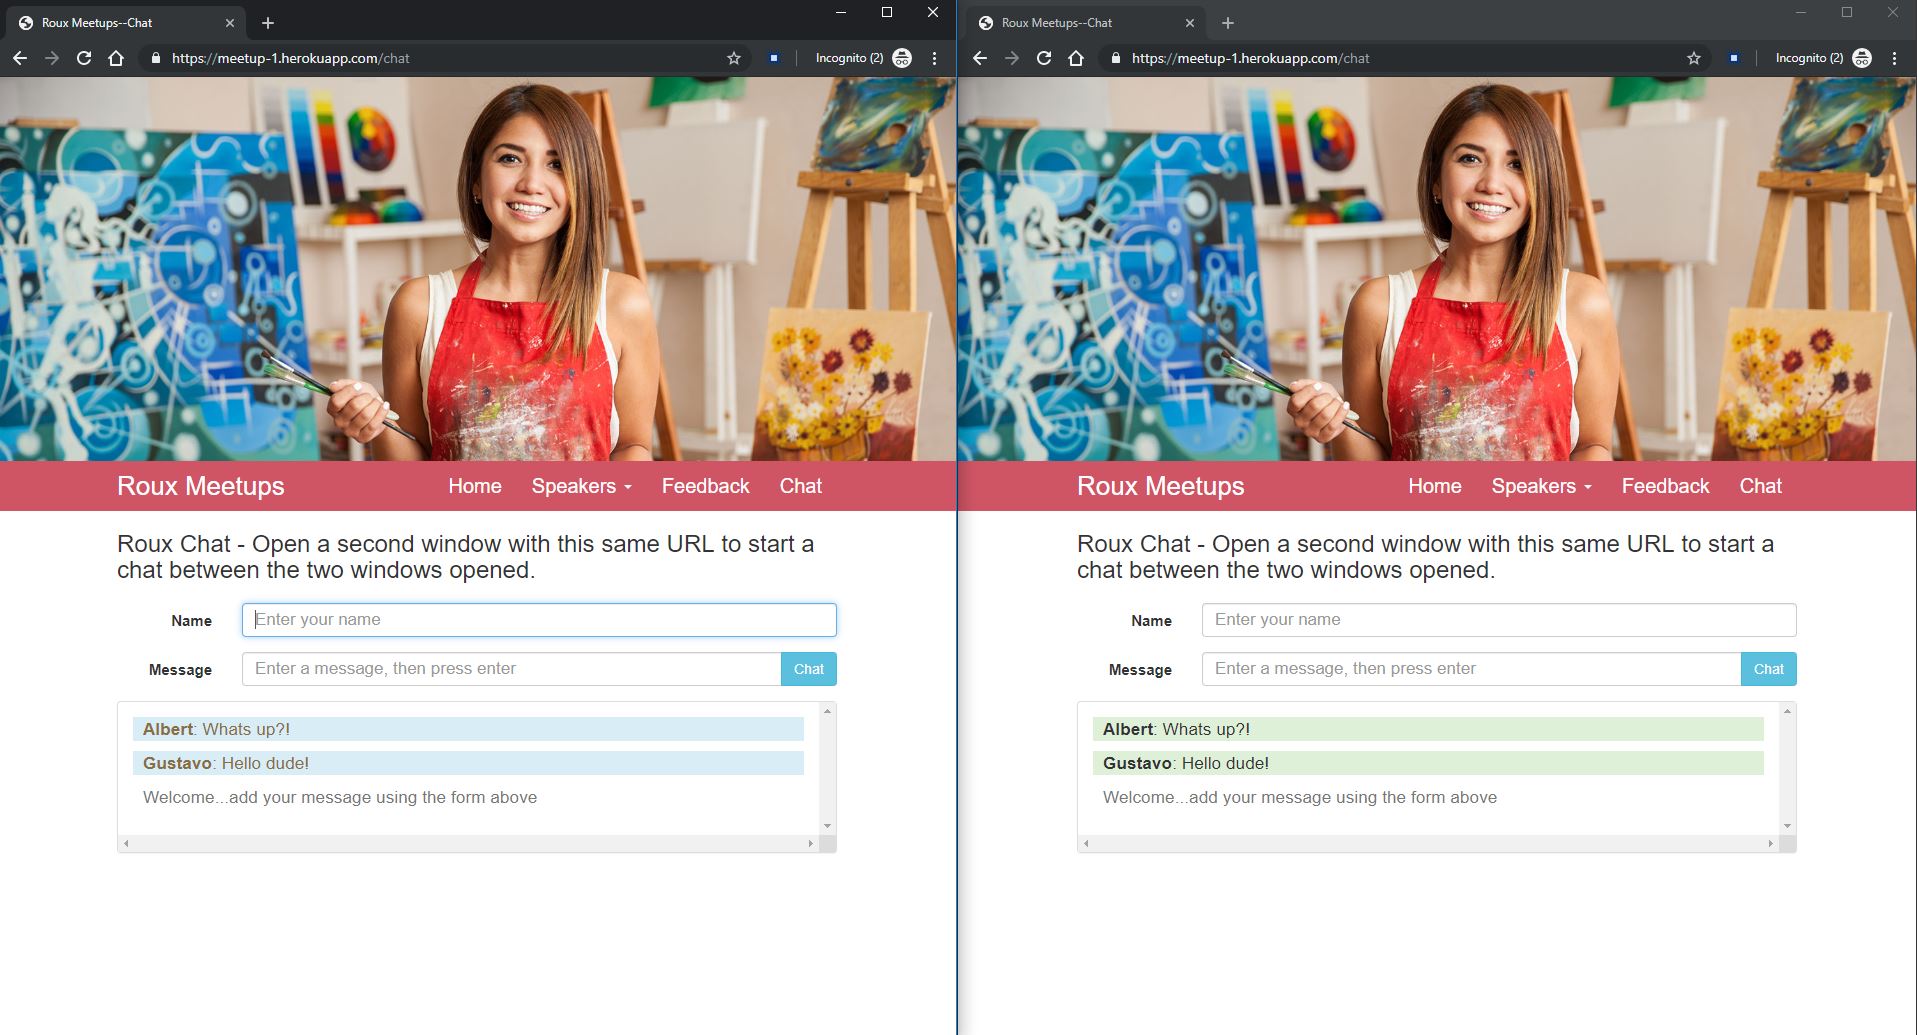 Roux Meetups--Chat
https://meetup-1.herokuapp.com/chat
Incognito (2)
Roux Meetups
Home
Speakers
Feedback
Chat
Roux Chat - Open a second window with this same URL to start a
chat between the two windows opened.
Name
Enter your name
Message
Enter a message, then press enter
Chat
Albert: Whats up?!
Gustavo: Hello dude!
Welcome...add your message using the form above
Roux Meetups--Chat
https://meetup-1.herokuapp.com/chat
Incognito (2)
Roux Meetups
Home
Speakers
Feedback
Chat
Roux Chat - Open a second window with this same URL to start a
chat between the two windows opened.
Name
Enter your name
Message
Enter a message, then press enter
Chat
Albert: Whats up?!
Gustavo: Hello dude!
Welcome...add your message using the form above